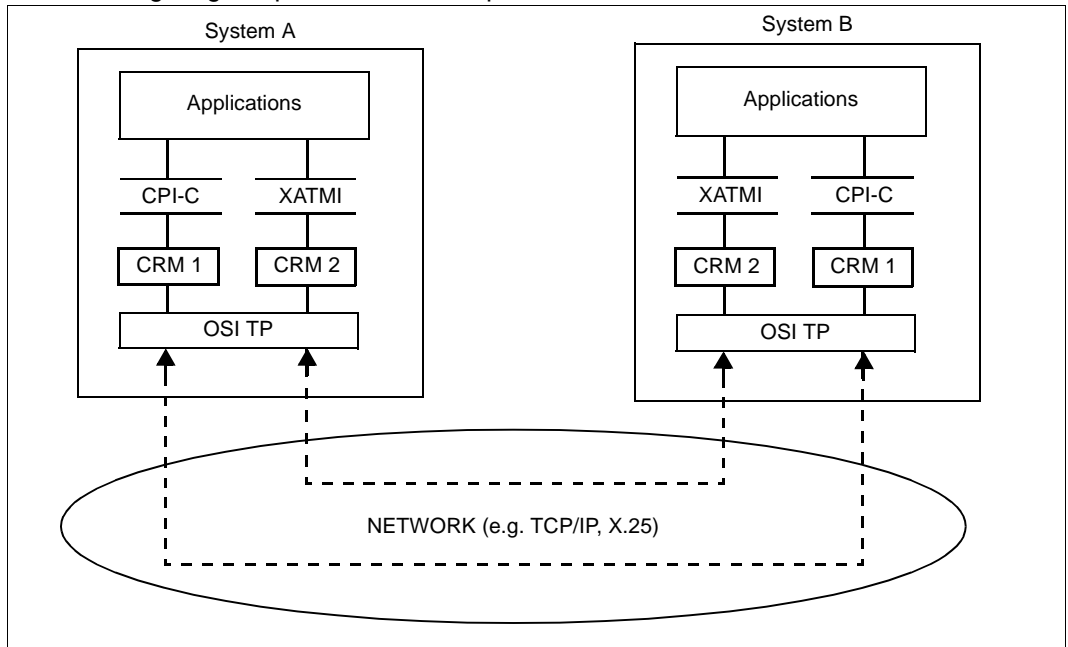 System A
System B
Applications
Applications
CPI-C
XATMI
XATMI
CPI-C
CRM 1
CRM 2
CRM 2
CRM 1
OSI TP
OSI TP
NETWORK (e.g. TCP/IP, X.25)